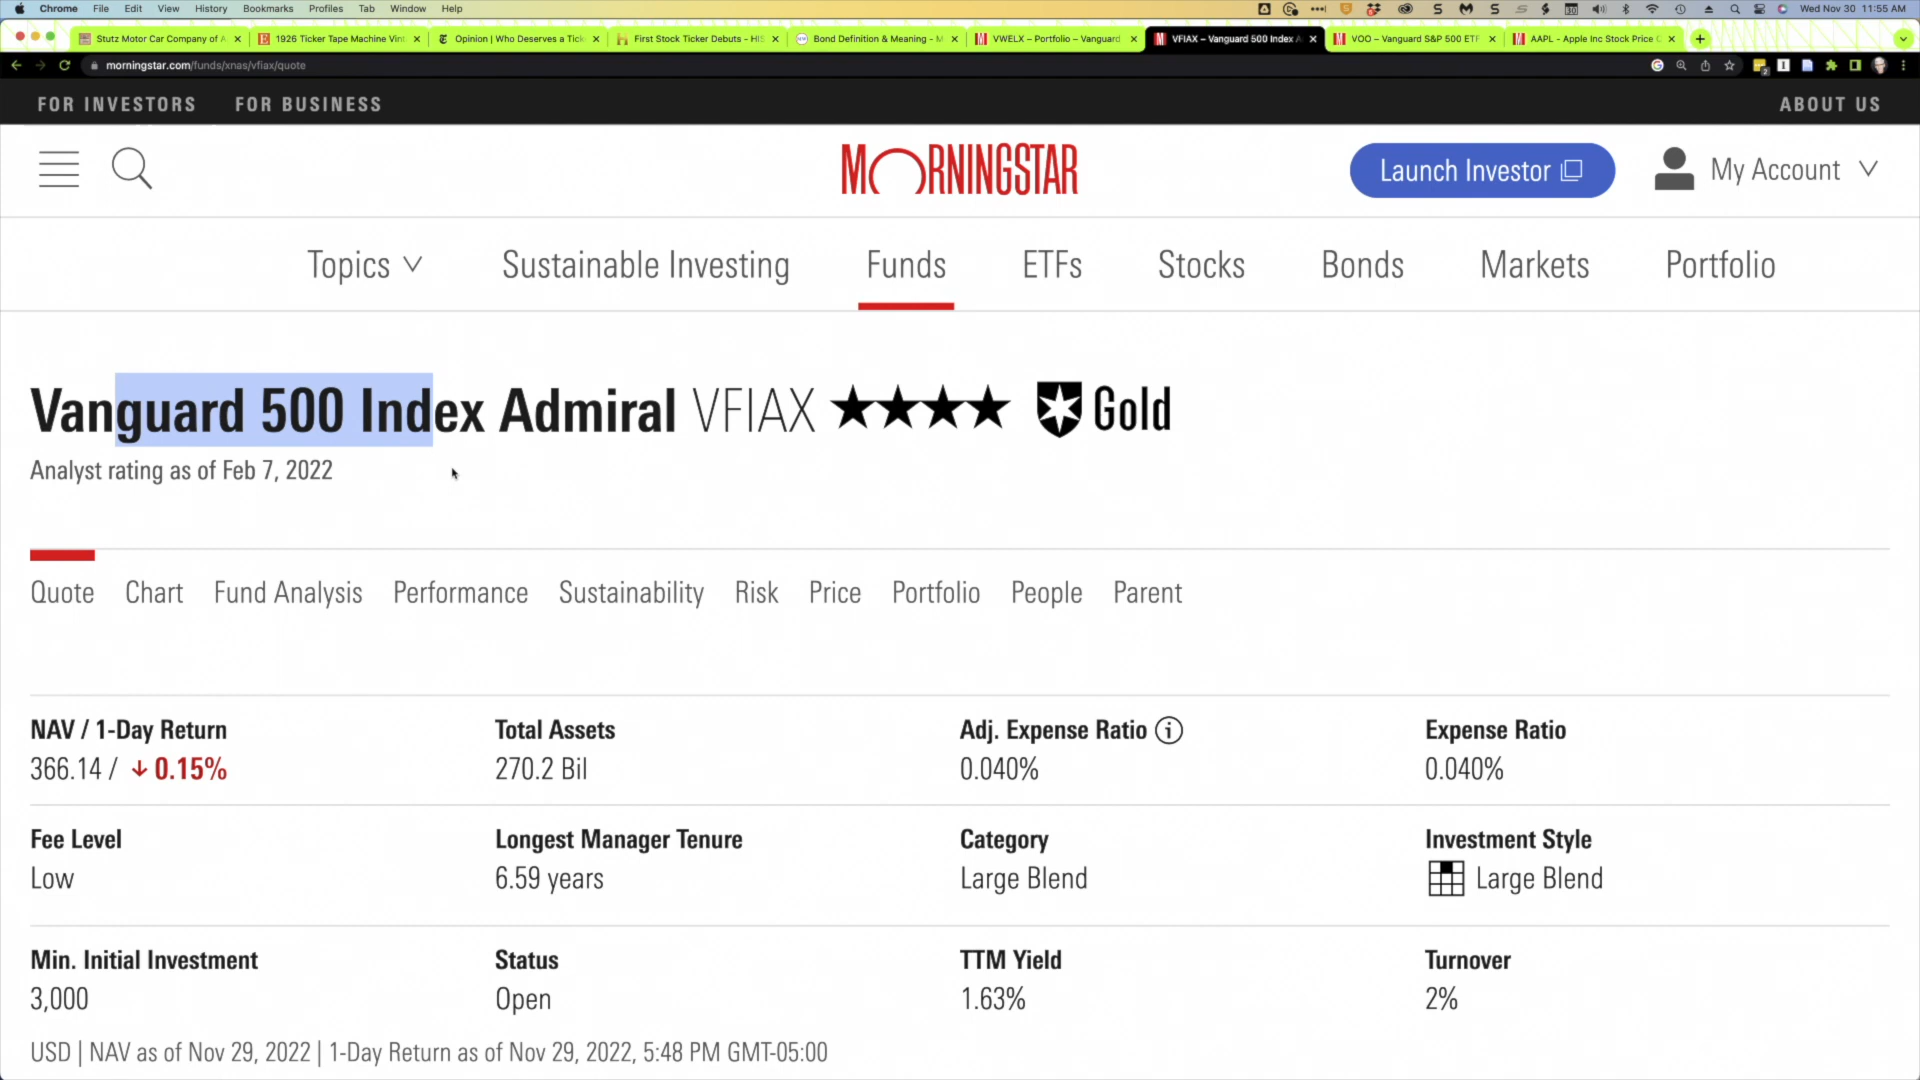 Chrome File Edit View History Bookmarks Profiles Tab Window Help Wed Nov 30 11:55 AM
Stutz Motor Car Company of A 1926 Ticker Tape Machine Vint Opinion | Who Deserves a Tick First Stock Ticker Debuts - HIS Bond Definition & Meaning - M VWELX – Portfolio – Vanguard VFIAX – Vanguard 500 Index A VOO – Vanguard S&P 500 ETF AAPL - Apple Inc Stock Price
morningstar.com/funds/xnas/vfiax/quote
FOR INVESTORS FOR BUSINESS ABOUT US
MORNINGSTAR Launch Investor My Account
Topics Sustainable Investing Funds ETFs Stocks Bonds Markets Portfolio
Vanguard 500 Index Admiral VFIAX ★★★★ Gold
Analyst rating as of Feb 7, 2022
Quote Chart Fund Analysis Performance Sustainability Risk Price Portfolio People Parent
NAV / 1-Day Return Total Assets Adj. Expense Ratio Expense Ratio
366.14 / ↓ 0.15% 270.2 Bil 0.040% 0.040%
Fee Level Longest Manager Tenure Category Investment Style
Low 6.59 years Large Blend Large Blend
Min. Initial Investment Status TTM Yield Turnover
3,000 Open 1.63% 2%
USD | NAV as of Nov 29, 2022 | 1-Day Return as of Nov 29, 2022, 5:48 PM GMT-05:00